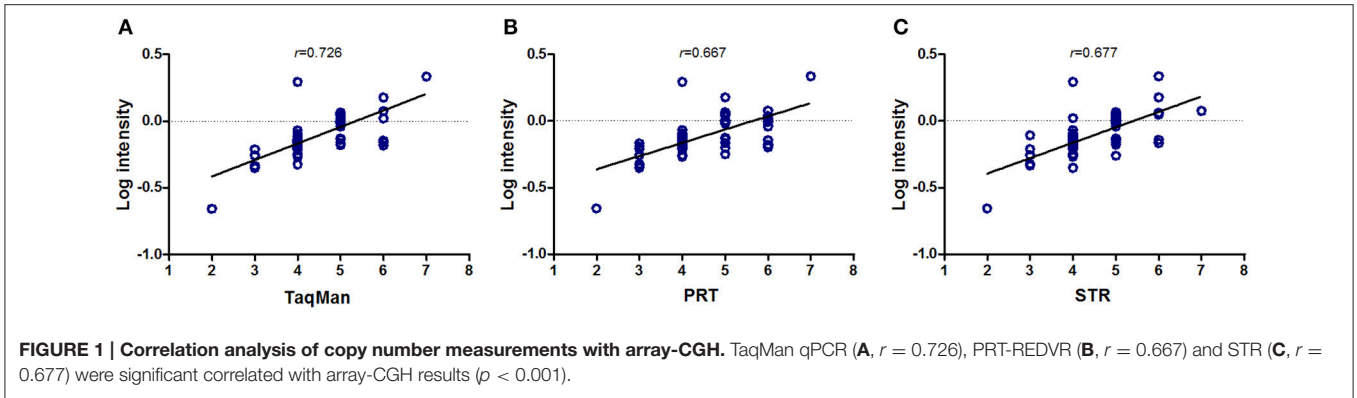 A
r=0.726
0.5
0.0
-0.5
-1.0
Log intensity
1 2 3 4 5 6 7 8
TaqMan
B
r=0.667
0.5
0.0
-0.5
-1.0
Log intensity
1 2 3 4 5 6 7 8
PRT
C
r=0.677
0.5
0.0
-0.5
-1.0
Log intensity
1 2 3 4 5 6 7 8
STR
FIGURE 1 | Correlation analysis of copy number measurements with array-CGH. TaqMan qPCR (A, r = 0.726), PRT-REDVR (B, r = 0.667) and STR (C, r =
0.677) were significant correlated with array-CGH results (p < 0.001).